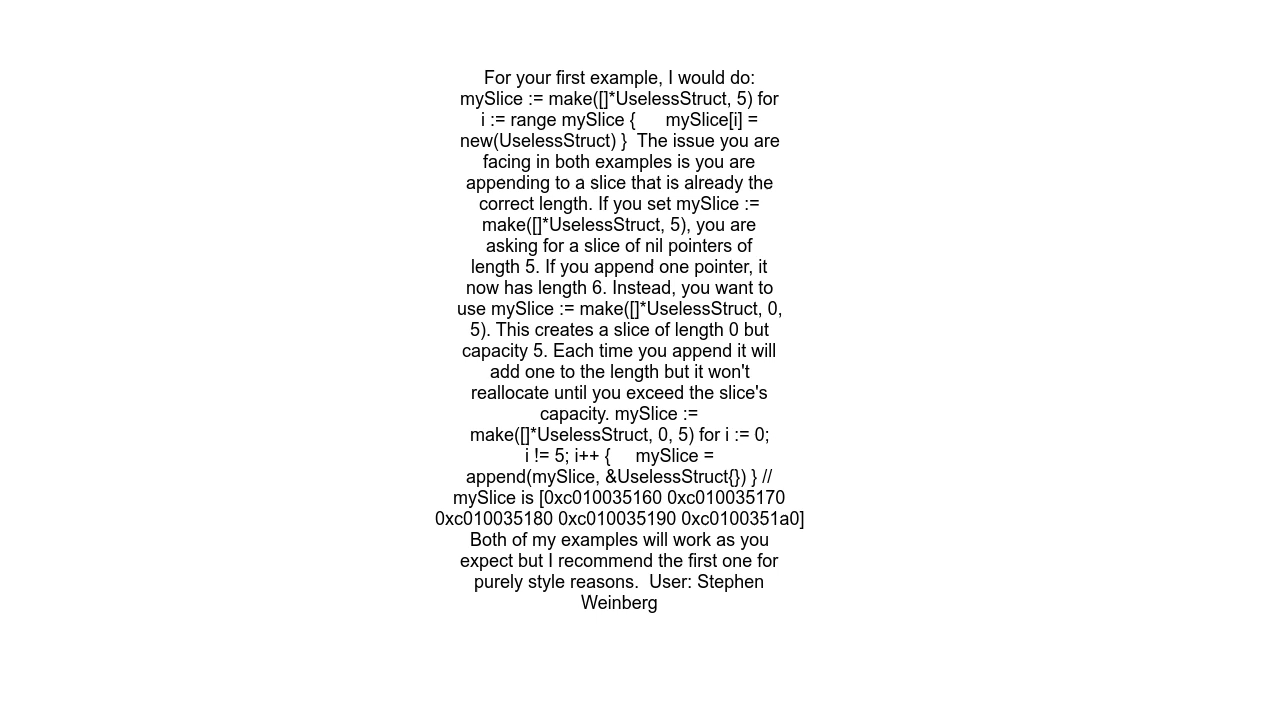 For your first example, I would do:
mySlice := make([]*UselessStruct, 5) for
i := range mySlice {      mySlice[i] =
new(UselessStruct) }  The issue you are
facing in both examples is you are
appending to a slice that is already the
correct length. If you set mySlice :=
make([]*UselessStruct, 5), you are
asking for a slice of nil pointers of
length 5. If you append one pointer, it
now has length 6. Instead, you want to
use mySlice := make([]*UselessStruct, 0,
5). This creates a slice of length 0 but
capacity 5. Each time you append it will
add one to the length but it won't
reallocate until you exceed the slice's
capacity. mySlice :=
make([]*UselessStruct, 0, 5) for i := 0;
i != 5; i++ {     mySlice =
append(mySlice, &UselessStruct{}) } //
mySlice is [0xc010035160 0xc010035170
0xc010035180 0xc010035190 0xc0100351a0]
Both of my examples will work as you
expect but I recommend the first one for
purely style reasons.  User: Stephen
Weinberg